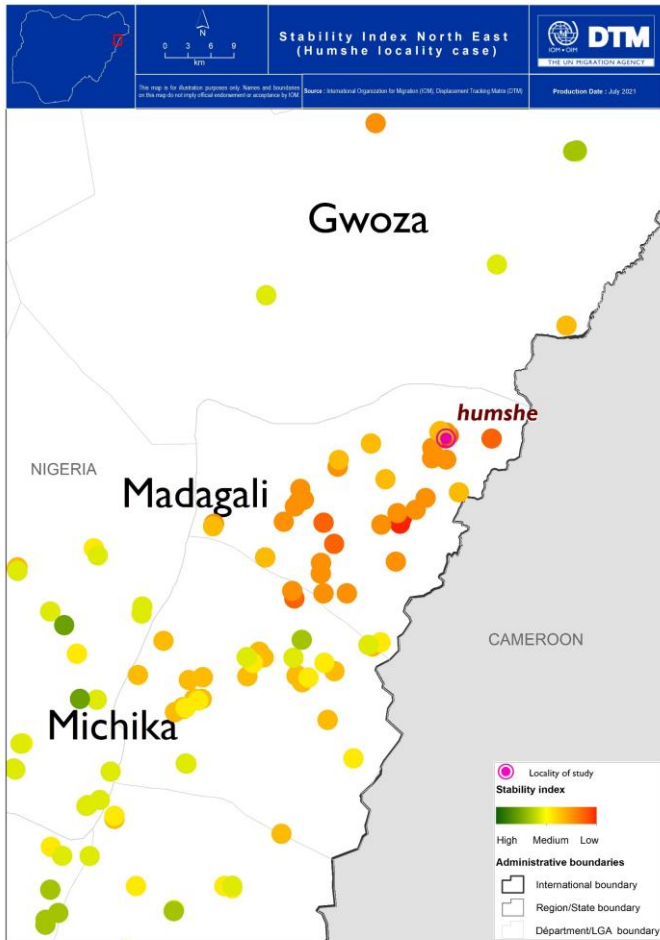 N
0 3 6 9
km
Stability Index North East
(Humshe locality case)
IOM • OIM
DTM
THE UN MIGRATION AGENCY
This map is for illustration purposes only. Names and boundaries
on this map do not imply official endorsement or acceptance by IOM.
Source : International Organization for Migration (IOM), Displacement Tracking Matrix (DTM)
Production Date : July 2021
Gwoza
humshe
NIGERIA
Madagali
CAMEROON
Michika
Locality of study
Stability index
High Medium Low
Administrative boundaries
International boundary
Region/State boundary
Départment/LGA boundary